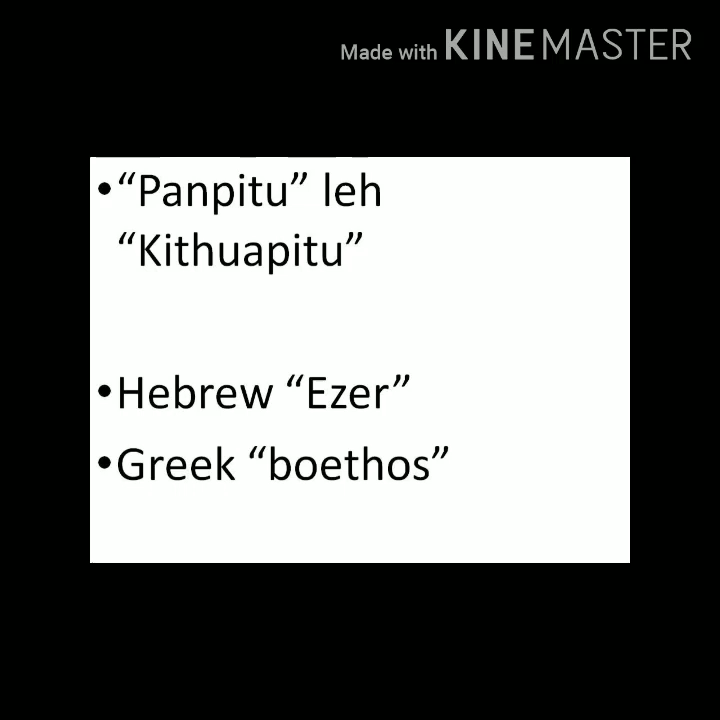 Made with KINEMASTER
•“Panpitu” leh
“Kithuapitu”
•Hebrew “Ezer”
•Greek “boethos”